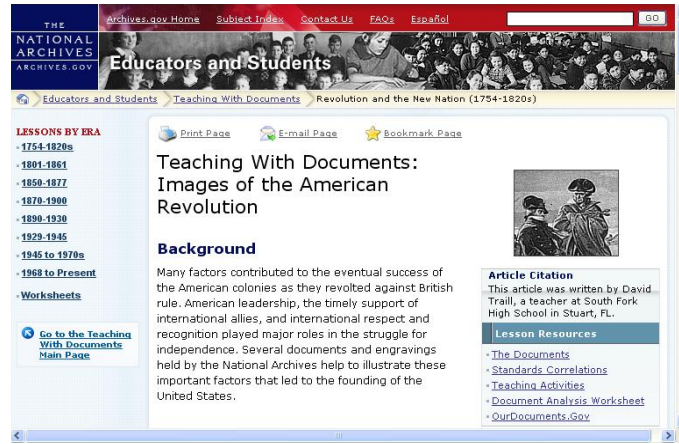 Archives.gov Home Subject Index Contact Us FAQs Español GO
THE
NATIONAL
ARCHIVES
ARCHIVES.GOV
Educators and Students
Educators and Students Teaching With Documents Revolution and the New Nation (1754-1820s)
LESSONS BY ERA
1754-1820s
1801-1861
1850-1877
1870-1900
1890-1930
1929-1945
1945 to 1970s
1968 to Present
Worksheets
Go to the Teaching
With Documents
Main Page
Print Page E-mail Page Bookmark Page
Teaching With Documents:
Images of the American
Revolution
Background
Many factors contributed to the eventual success of
the American colonies as they revolted against British
rule. American leadership, the timely support of
international allies, and international respect and
recognition played major roles in the struggle for
independence. Several documents and engravings
held by the National Archives help to illustrate these
important factors that led to the founding of the
United States.
Article Citation
This article was written by David
Traill, a teacher at South Fork
High School in Stuart, FL.
Lesson Resources
The Documents
Standards Correlations
Teaching Activities
Document Analysis Worksheet
OurDocuments.Gov